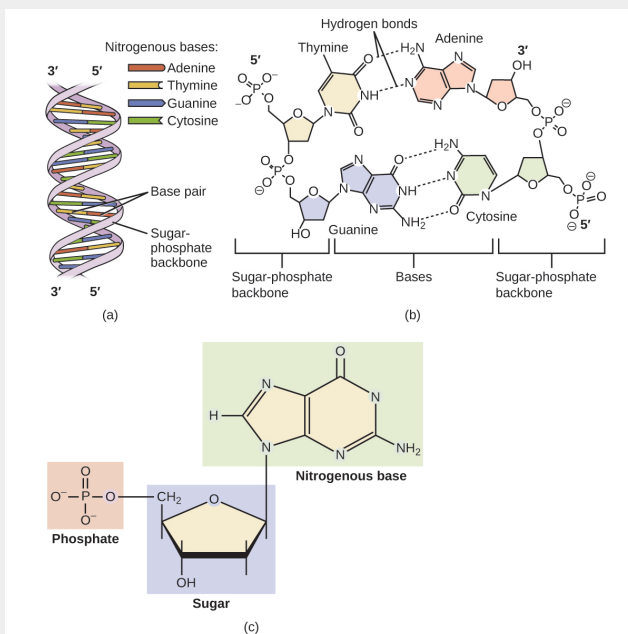 Nitrogenous bases:
3′ 5′
Adenine
Thymine
Guanine
Cytosine
Base pair
Sugar-
phosphate
backbone
3′ 5′
(a)
Hydrogen bonds
Thymine
Adenine
5′
3′
O⁻
P
⁻O
O
O
O
O
NH
N
O
H₂N
N
N
N
N
N
OH
O
O
O
P
O
O
⊖
O
P
O
O
⊖
O
O
HO
N
N
N
O
NH
NH₂
Guanine
H₂N
N
N
O
Cytosine
O
O
P
O
O
⊖
⊖
5′
Sugar-phosphate
backbone
Bases
Sugar-phosphate
backbone
(b)
O
N
N
H
N
N
NH₂
Nitrogenous base
O
O⁻ P O CH₂
O⁻
Phosphate
O
OH
Sugar
(c)